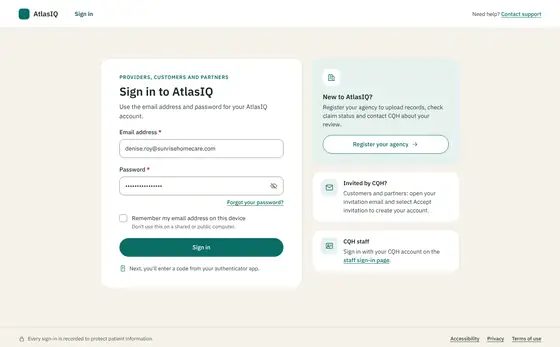 AtlasIQ
Sign in
Need help? Contact support
PROVIDERS, CUSTOMERS AND PARTNERS
Sign in to AtlasIQ
Use the email address and password for your AtlasIQ
account.
Email address *
denise.roy@sunrisehomecare.com
Password *
••••••••••••••••
Forgot your password?
Remember my email address on this device
Don't use this on a shared or public computer.
Sign in
Next, you'll enter a code from your authenticator app.
New to AtlasIQ?
Register your agency to upload records, check
claim status and contact CQH about your
review.
Register your agency →
Invited by CQH?
Customers and partners: open your
invitation email and select Accept
invitation to create your account.
CQH staff
Sign in with your CQH account on the
staff sign-in page.
Every sign-in is recorded to protect patient information.
Accessibility
Privacy
Terms of use